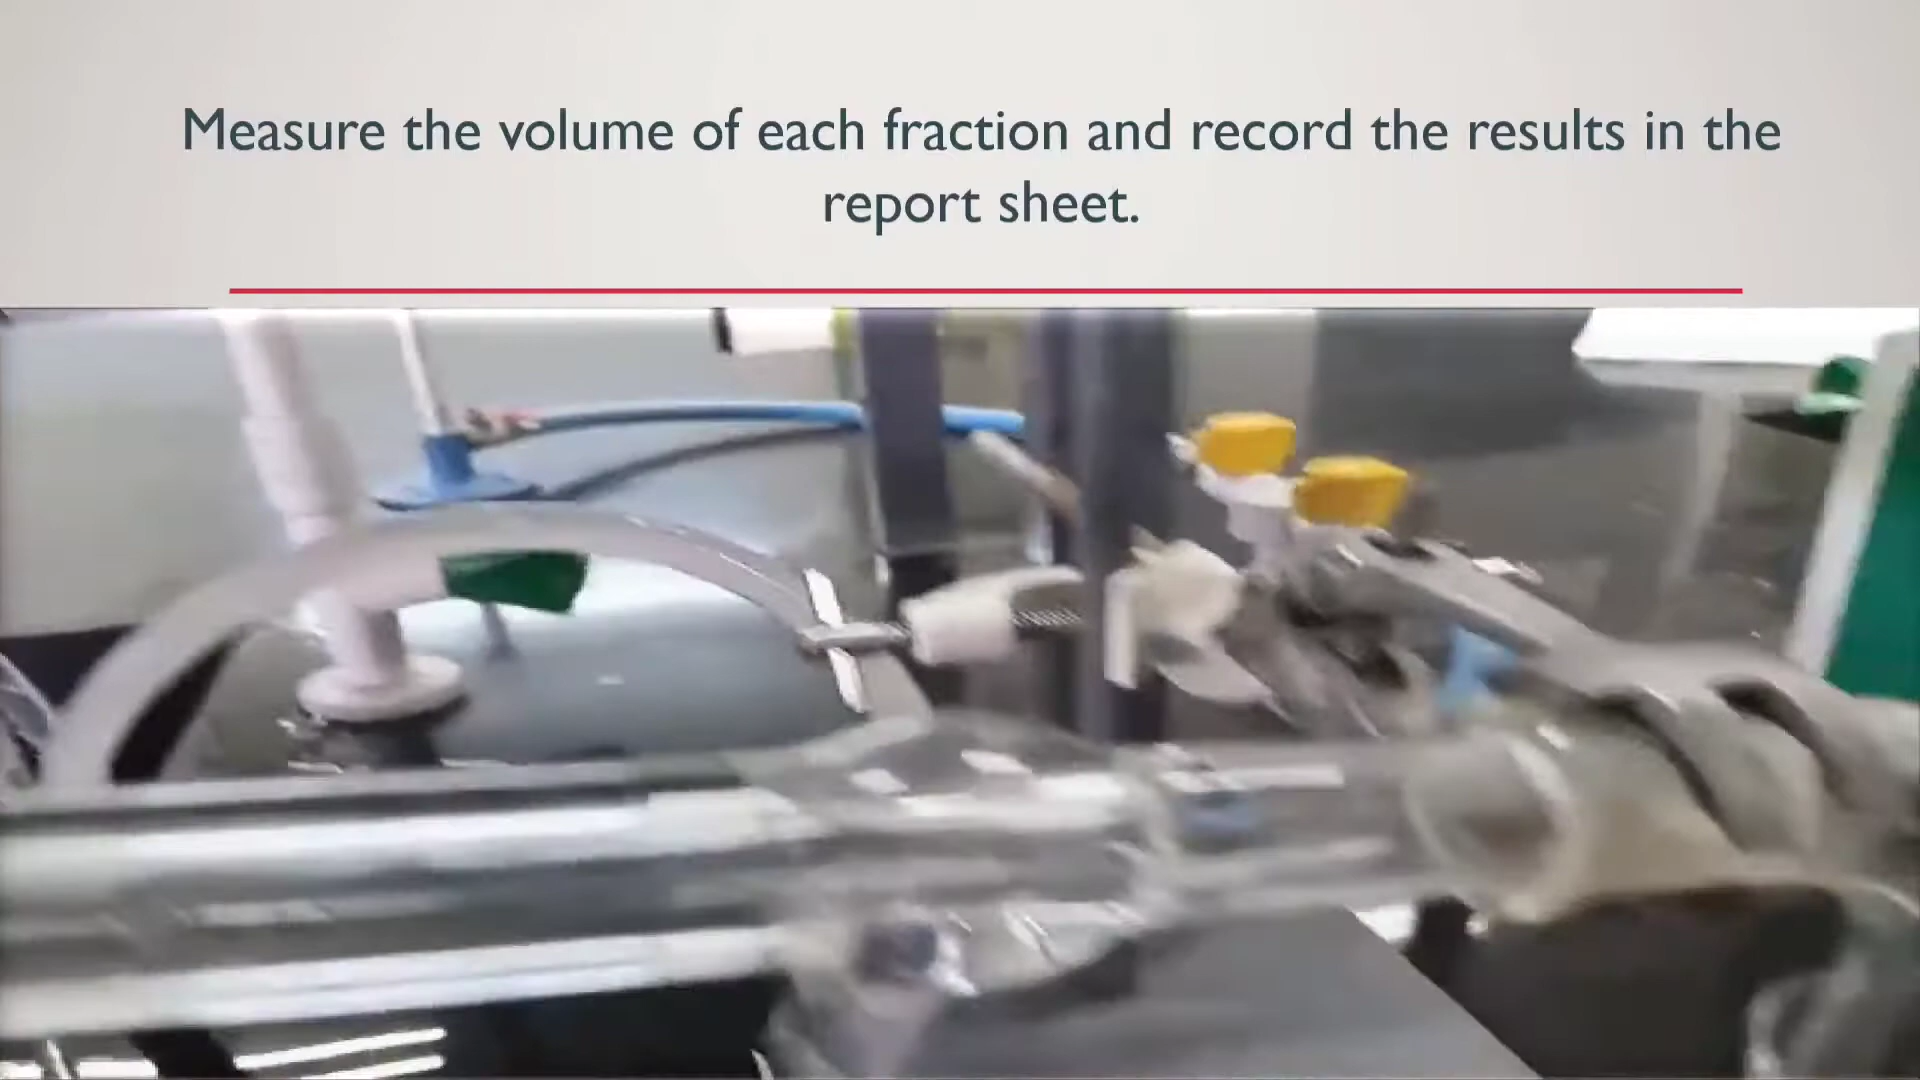 Measure the volume of each fraction and record the results in the
report sheet.